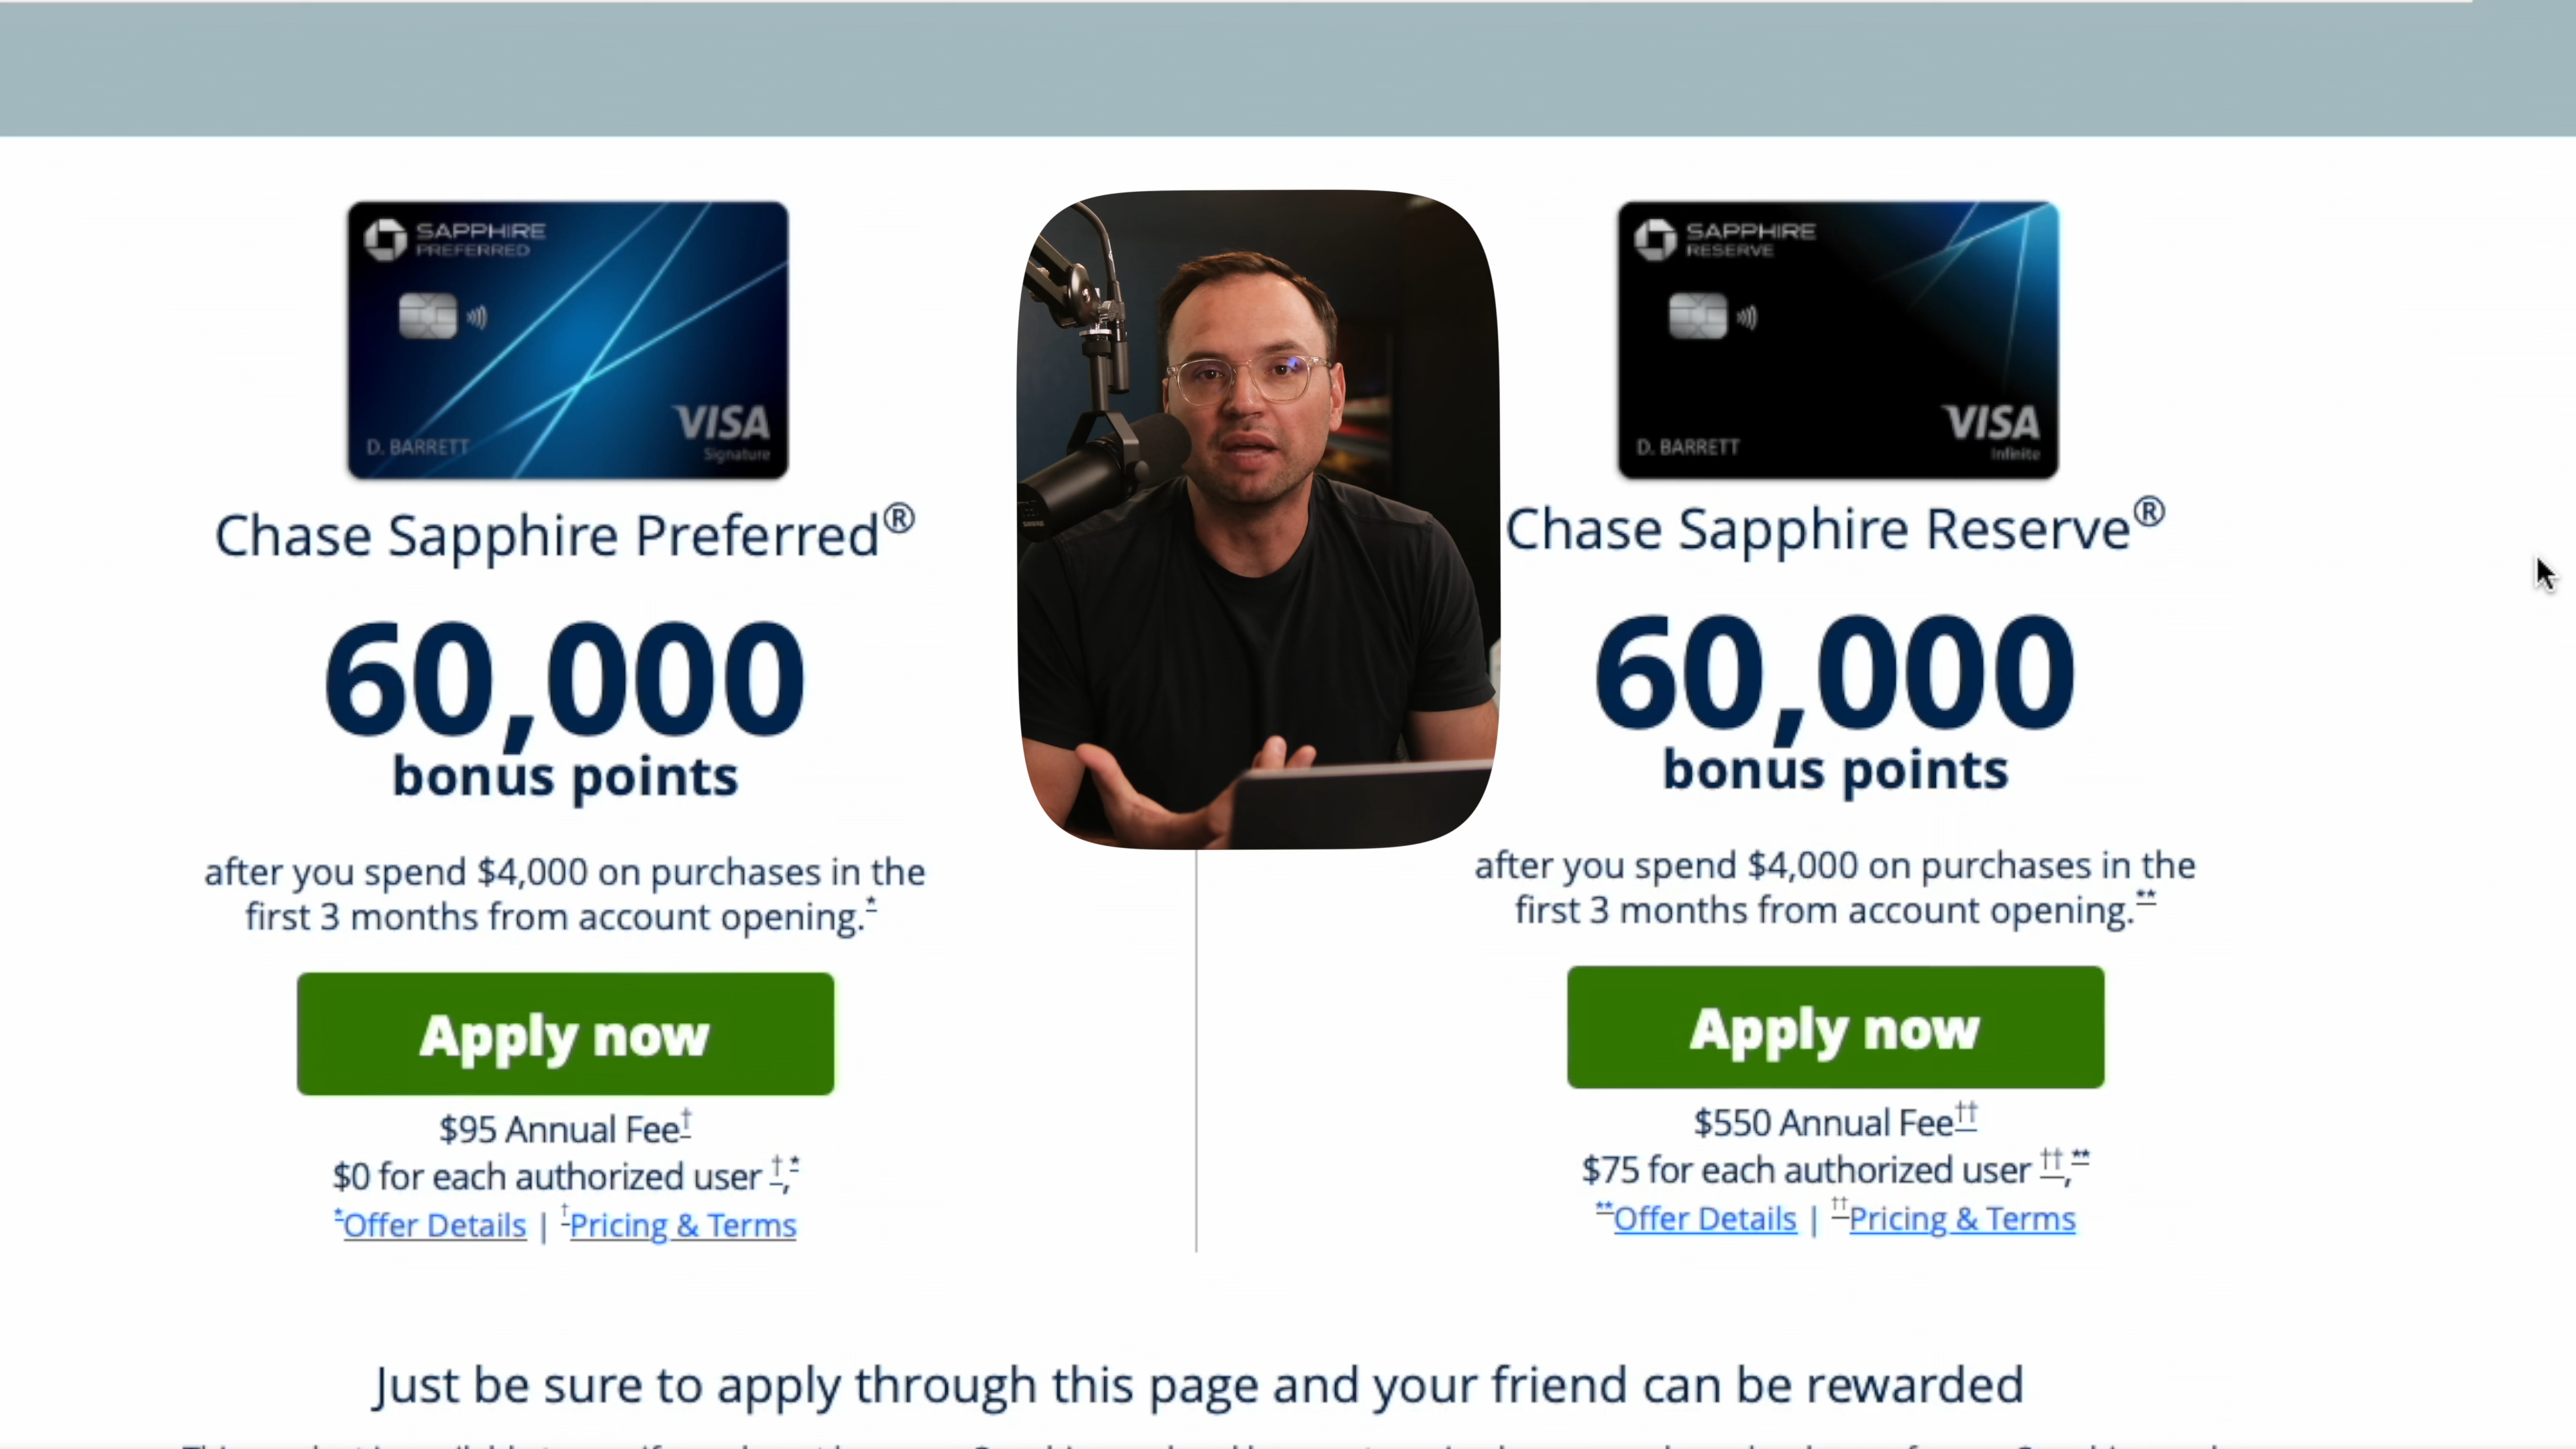 SAPPHIRE
PREFERRED
VISA
Signature
D. BARRETT
Chase Sapphire Preferred®
60,000
bonus points
after you spend $4,000 on purchases in the
first 3 months from account opening.*
Apply now
$95 Annual Fee†
$0 for each authorized user †,*
*Offer Details | †Pricing & Terms
SAPPHIRE
RESERVE
VISA
Infinite
D. BARRETT
Chase Sapphire Reserve®
60,000
bonus points
after you spend $4,000 on purchases in the
first 3 months from account opening.**
Apply now
$550 Annual Fee††
$75 for each authorized user ††,**
**Offer Details | ††Pricing & Terms
Just be sure to apply through this page and your friend can be rewarded